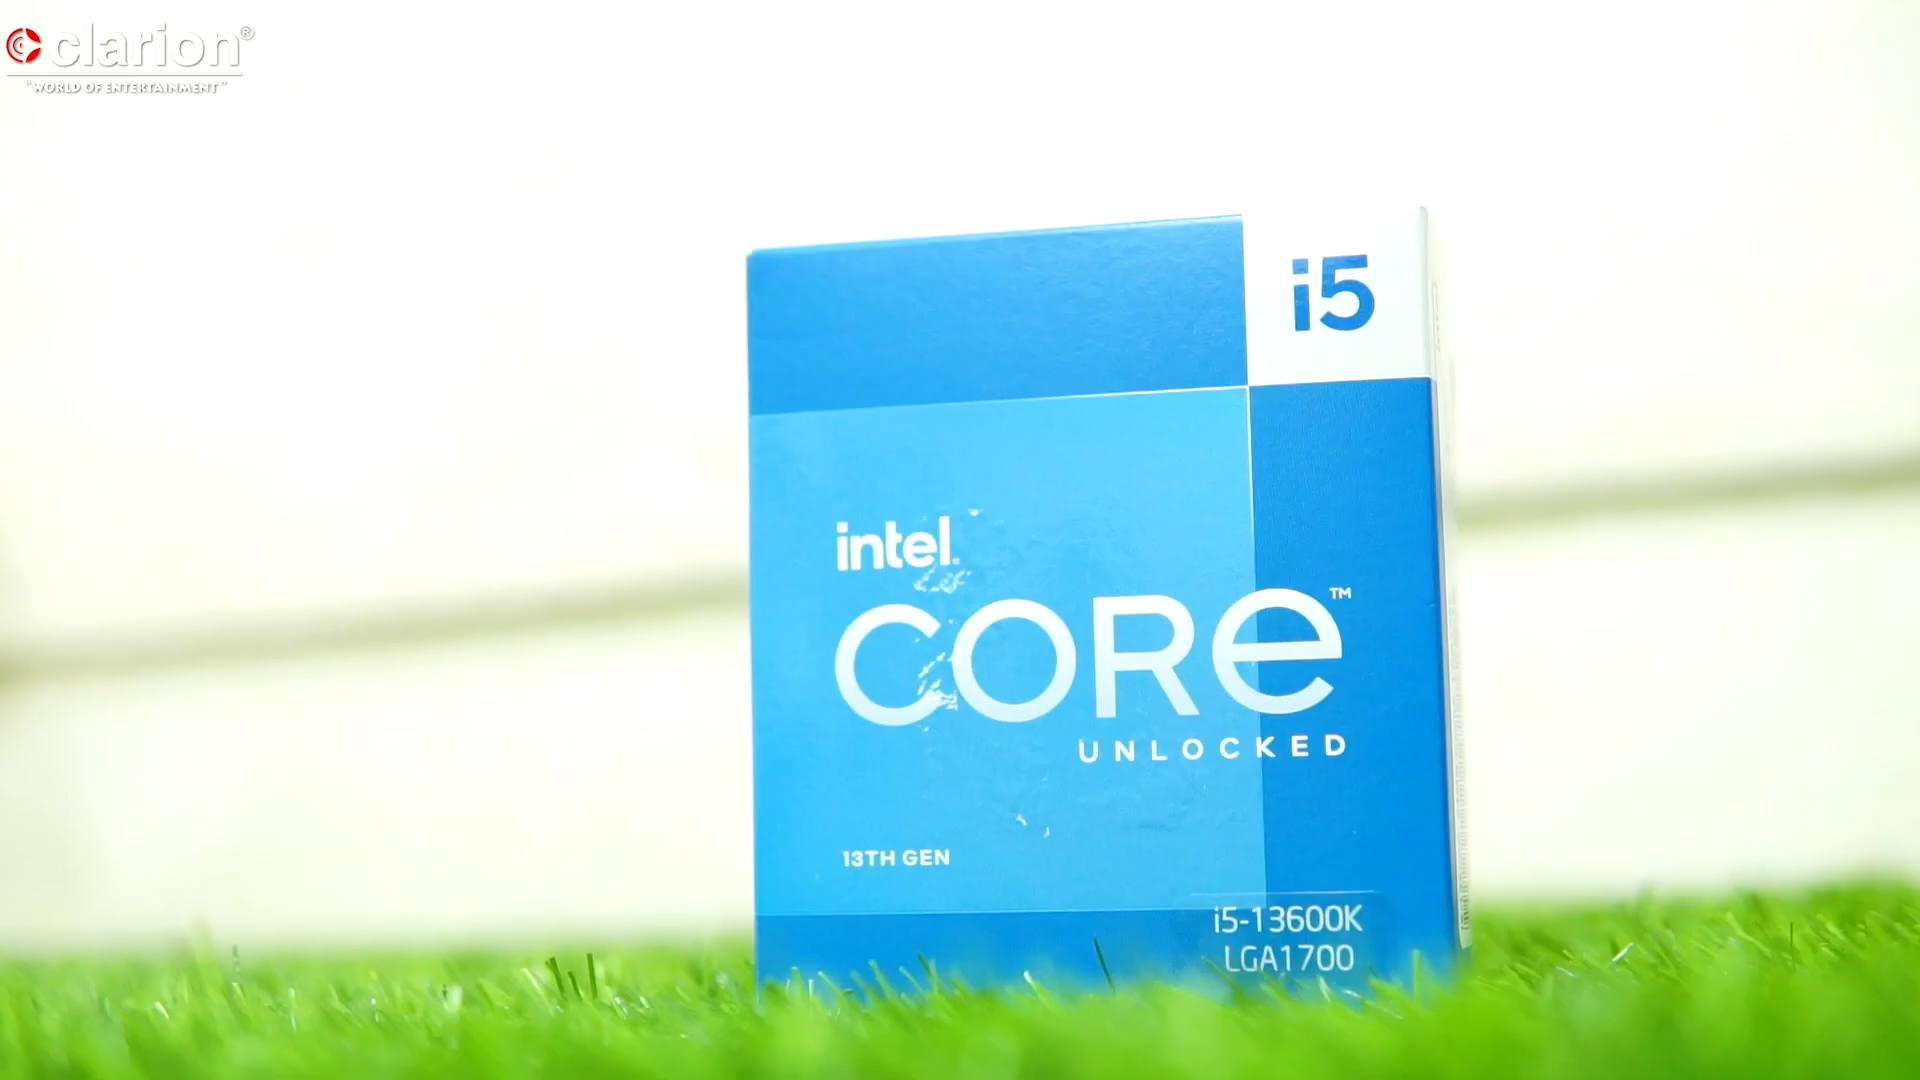 clarion®
"WORLD OF ENTERTAINMENT"
i5
intel.
CORE™
UNLOCKED
13TH GEN
i5-13600K
LGA1700